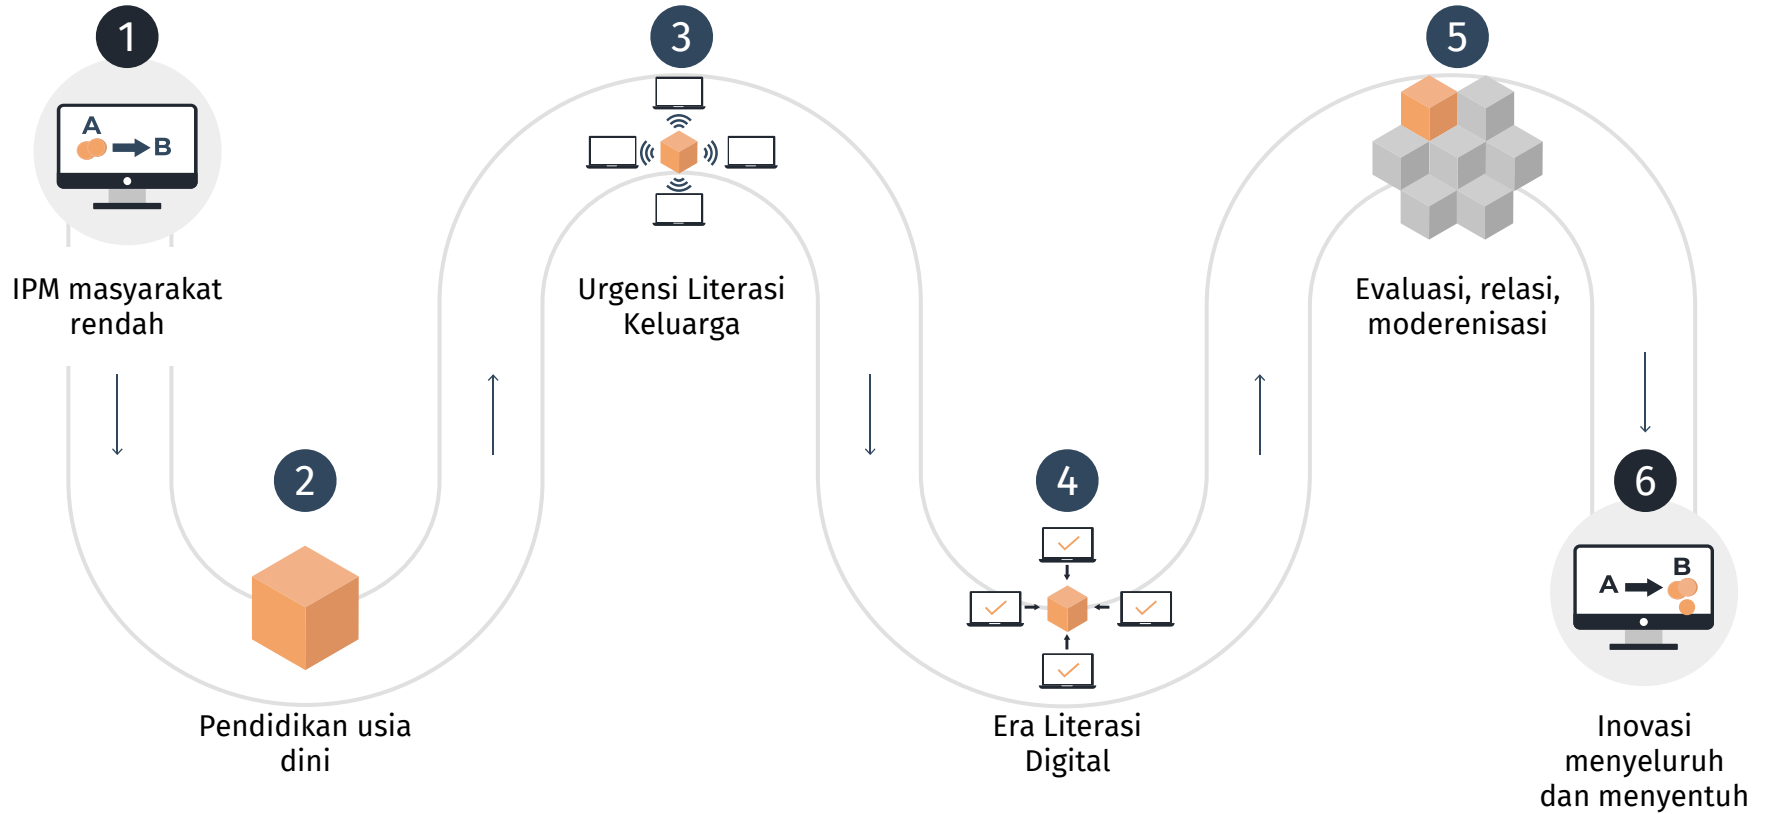 1
A
B
IPM masyarakat
rendah
2
Pendidikan usia
dini
3
Urgensi Literasi
Keluarga
4
Era Literasi
Digital
5
Evaluasi, relasi,
moderenisasi
6
A
B
Inovasi
menyeluruh
dan menyentuh